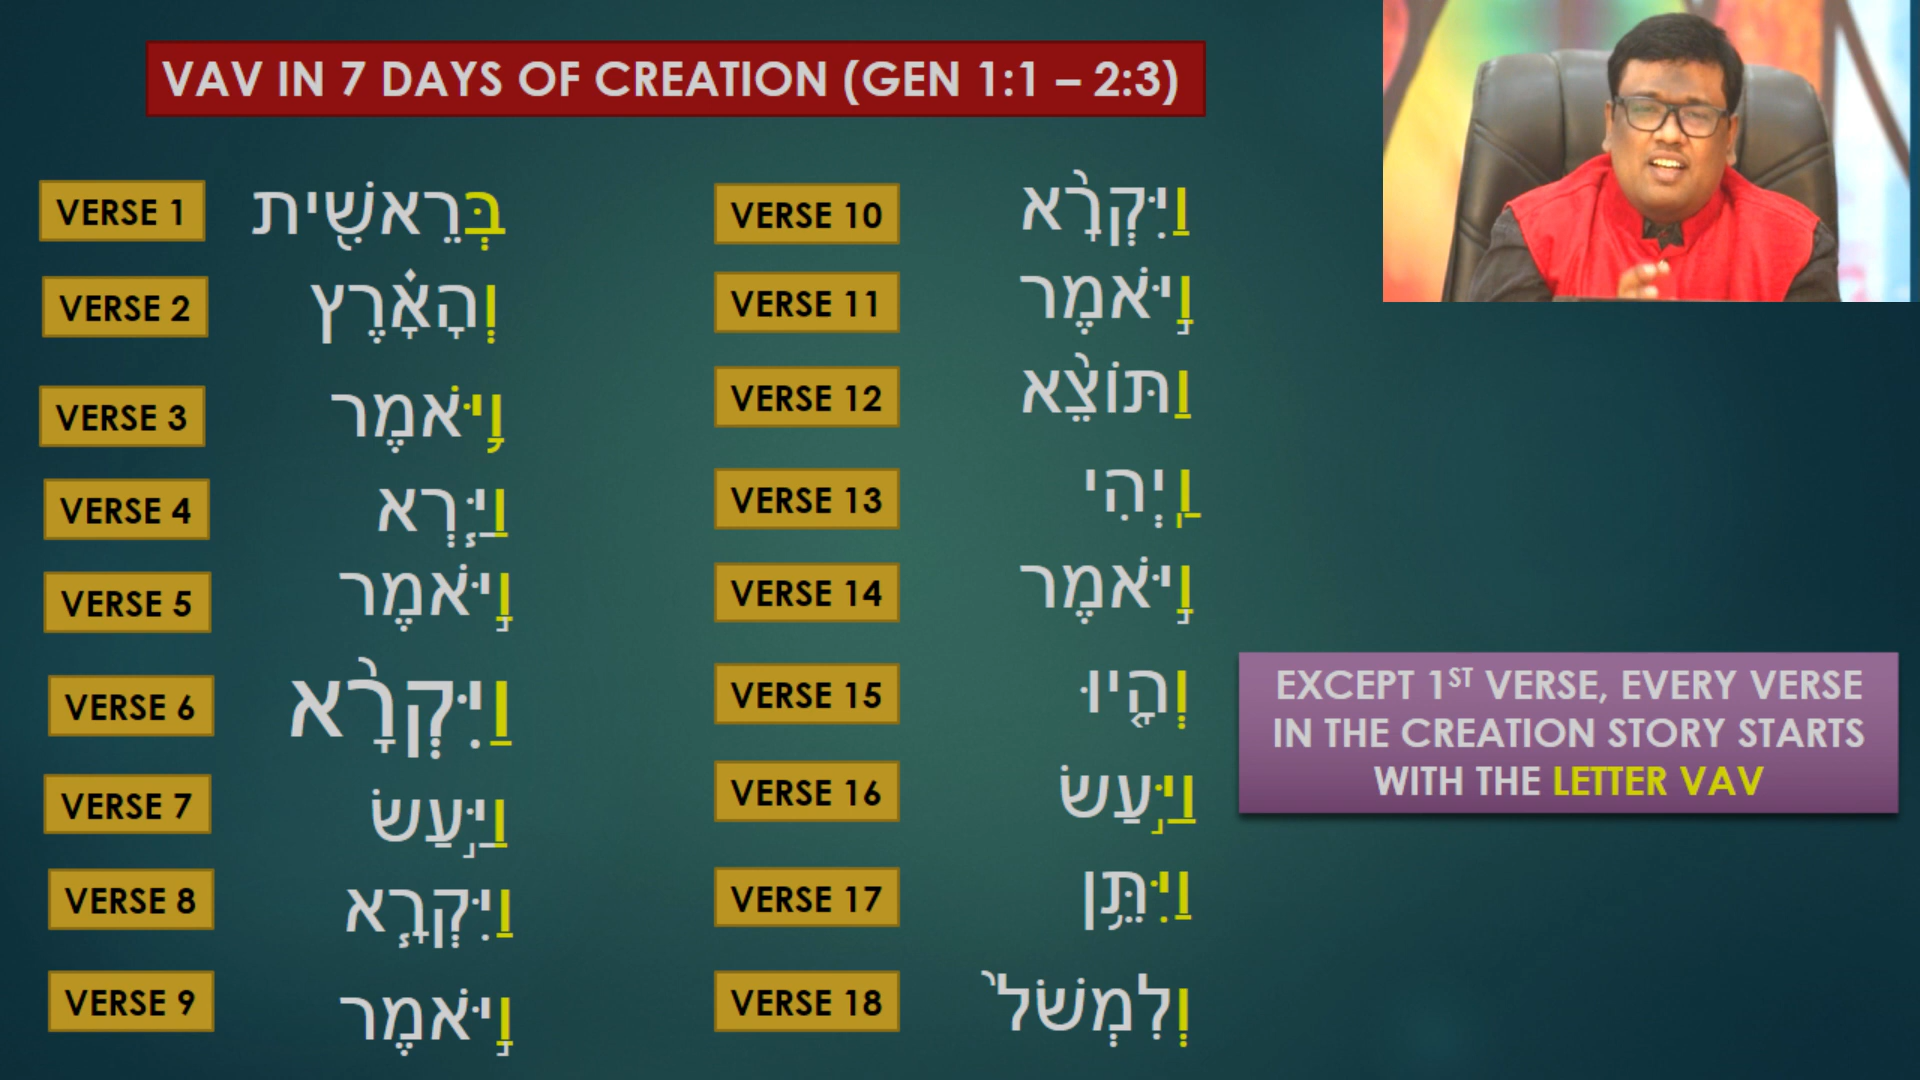 VAV IN 7 DAYS OF CREATION (GEN 1:1 – 2:3)
VERSE 1 בְּרֵאשִׁ֖ית
VERSE 2 וְהָאָ֗רֶץ
VERSE 3 וַיֹּ֥אמֶר
VERSE 4 וַיַּ֧רְא
VERSE 5 וַיֹּ֣אמֶר
VERSE 6 וַיִּקְרָ֨א
VERSE 7 וַיַּ֣עַשׂ
VERSE 8 וַיִּקְרָ֧א
VERSE 9 וַיֹּ֣אמֶר
VERSE 10 וַיִּקְרָ֨א
VERSE 11 וַיֹּ֣אמֶר
VERSE 12 וַתּוֹצֵ֨א
VERSE 13 וַֽיְהִי
VERSE 14 וַיֹּ֣אמֶר
VERSE 15 וְהָי֤וּ
VERSE 16 וַיַּ֣עַשׂ
VERSE 17 וַיִּתֵּ֥ן
VERSE 18 וְלִמְשֹׁל֙
EXCEPT 1ST VERSE, EVERY VERSE
IN THE CREATION STORY STARTS
WITH THE LETTER VAV